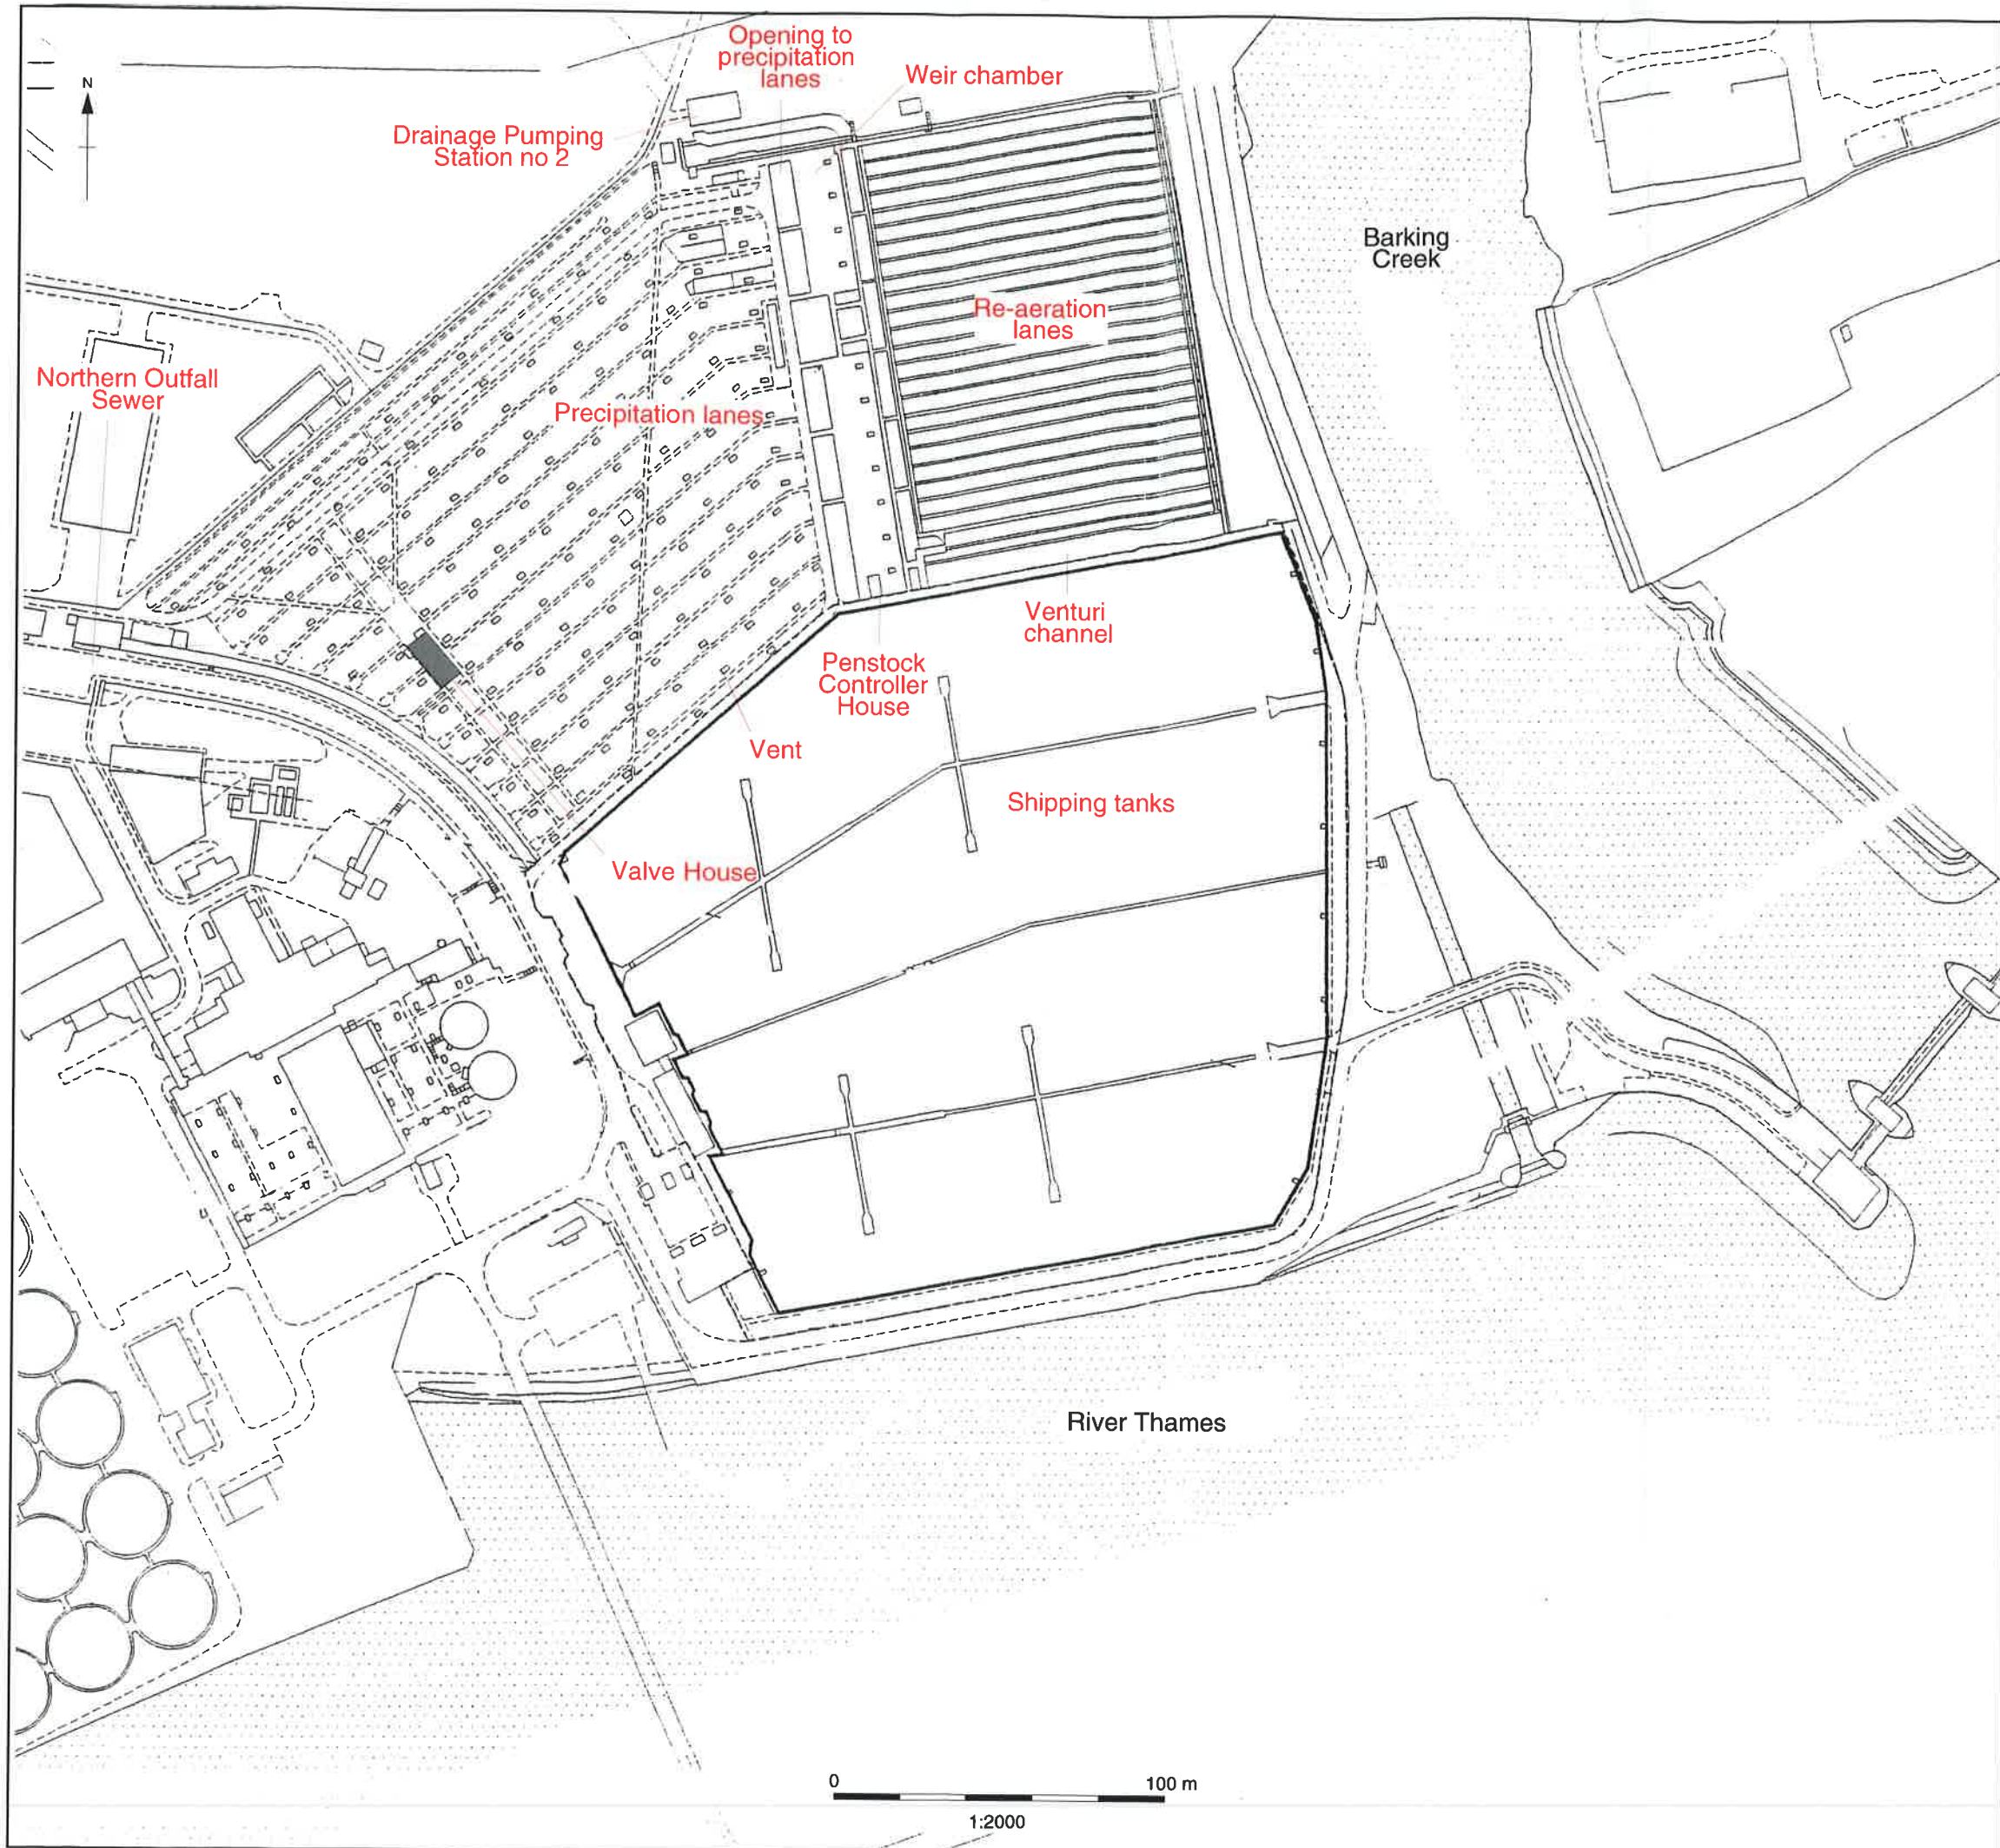 N
Opening to
precipitation
lanes
Weir chamber
Drainage Pumping
Station no 2
Barking
Creek
Re-aeration
lanes
Northern Outfall
Sewer
Precipitation lanes
Venturi
channel
Penstock
Controller
House
Vent
Shipping tanks
Valve House
River Thames
0 100 m
1:2000